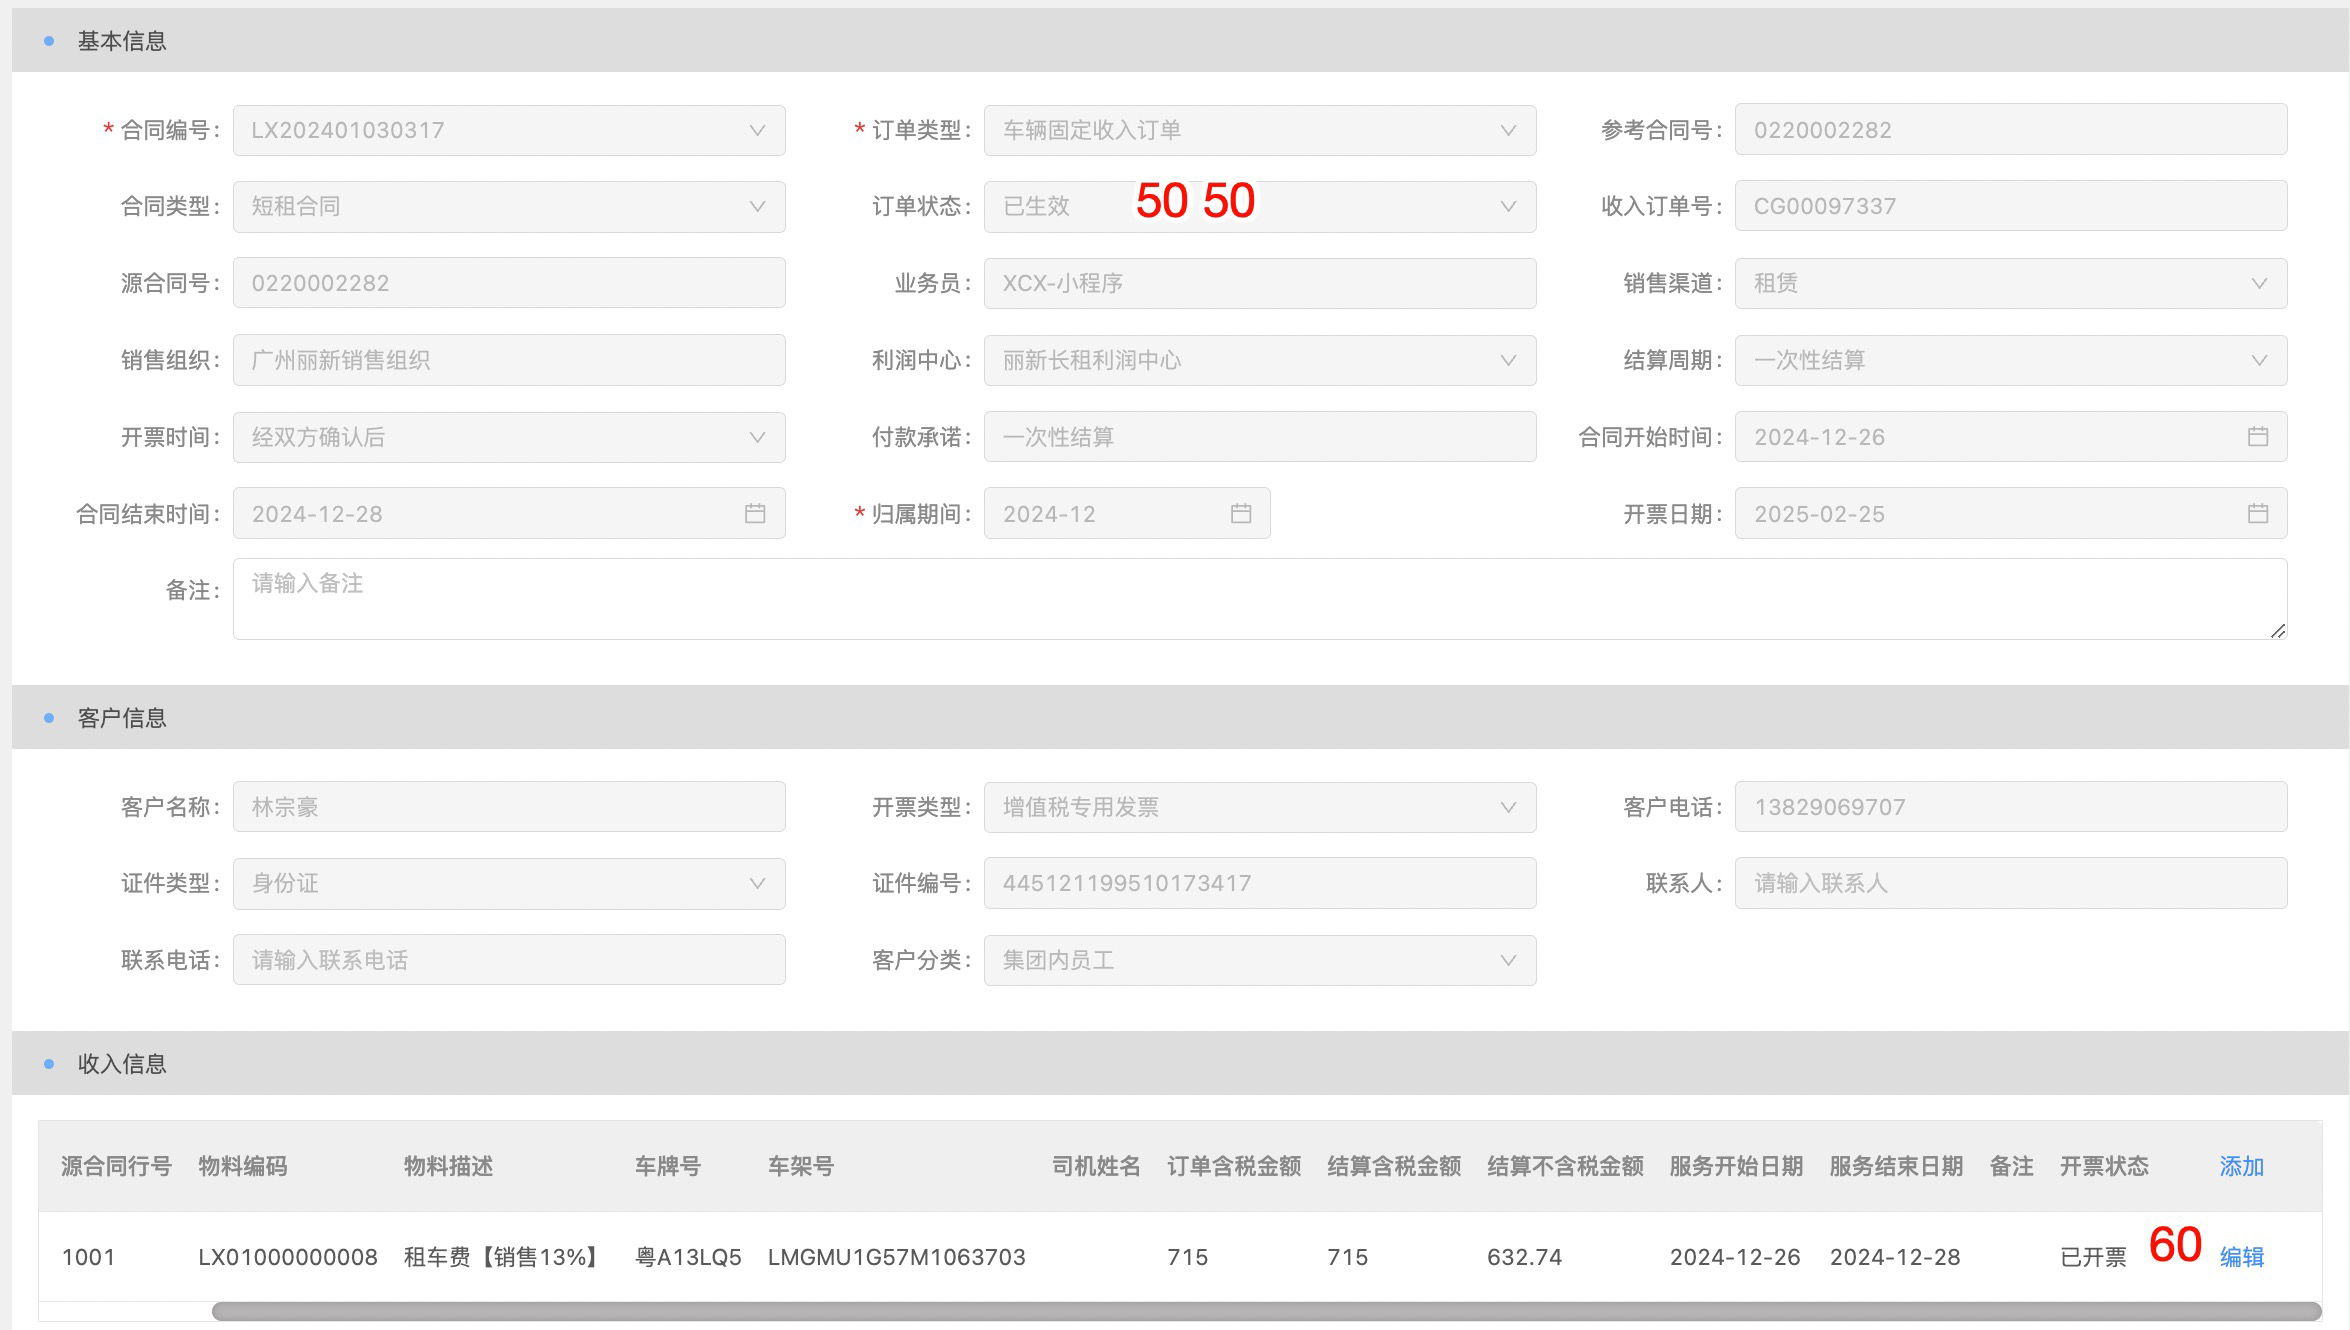 基本信息
* 合同编号: LX202401030317 * 订单类型: 车辆固定收入订单 参考合同号: 0220002282
合同类型: 短租合同 订单状态: 已生效 50 50 收入订单号: CG00097337
源合同号: 0220002282 业务员: XCX-小程序 销售渠道: 租赁
销售组织: 广州丽新销售组织 利润中心: 丽新长租利润中心 结算周期: 一次性结算
开票时间: 经双方确认后 付款承诺: 一次性结算 合同开始时间: 2024-12-26
合同结束时间: 2024-12-28 * 归属期间: 2024-12 开票日期: 2025-02-25
备注: 请输入备注
客户信息
客户名称: 林宗豪 开票类型: 增值税专用发票 客户电话: 13829069707
证件类型: 身份证 证件编号: 445121199510173417 联系人: 请输入联系人
联系电话: 请输入联系电话 客户分类: 集团内员工
收入信息
源合同行号 物料编码 物料描述 车牌号 车架号 司机姓名 订单含税金额 结算含税金额 结算不含税金额 服务开始日期 服务结束日期 备注 开票状态 添加
1001 LX01000000008 租车费【销售13%】 粤A13LQ5 LMGMU1G57M1063703 715 715 632.74 2024-12-26 2024-12-28 已开票 60 编辑